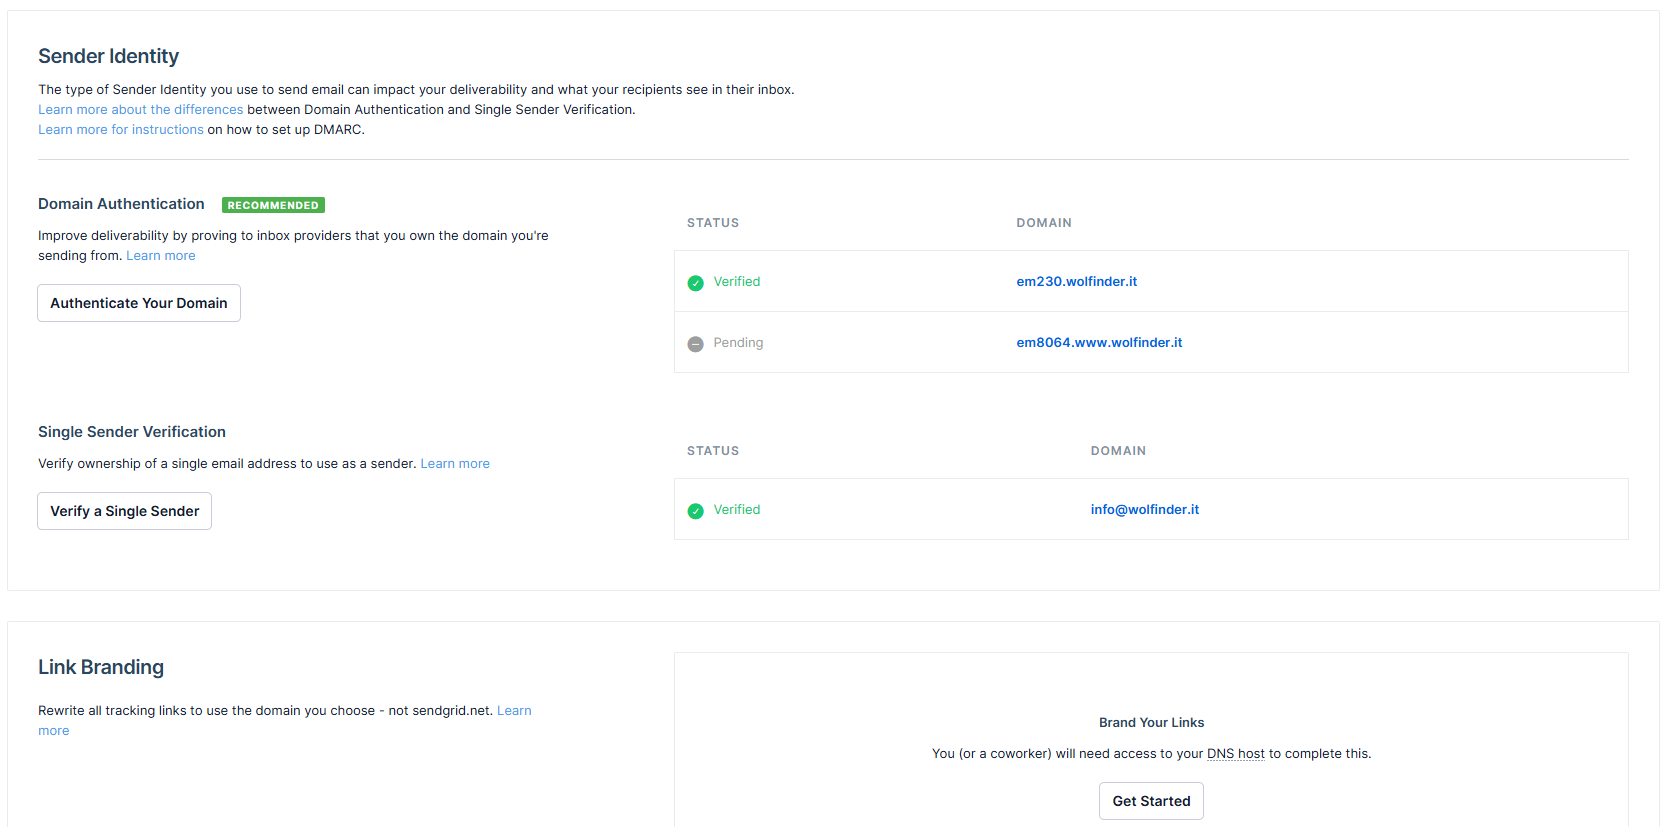 Sender Identity
The type of Sender Identity you use to send email can impact your deliverability and what your recipients see in their inbox.
Learn more about the differences between Domain Authentication and Single Sender Verification.
Learn more for instructions on how to set up DMARC.
Domain Authentication RECOMMENDED
Improve deliverability by proving to inbox providers that you own the domain you're
sending from. Learn more
Authenticate Your Domain
STATUS DOMAIN
Verified em230.wolfinder.it
Pending em8064.www.wolfinder.it
Single Sender Verification
Verify ownership of a single email address to use as a sender. Learn more
Verify a Single Sender
STATUS DOMAIN
Verified info@wolfinder.it
Link Branding
Rewrite all tracking links to use the domain you choose - not sendgrid.net. Learn
more
Brand Your Links
You (or a coworker) will need access to your DNS host to complete this.
Get Started